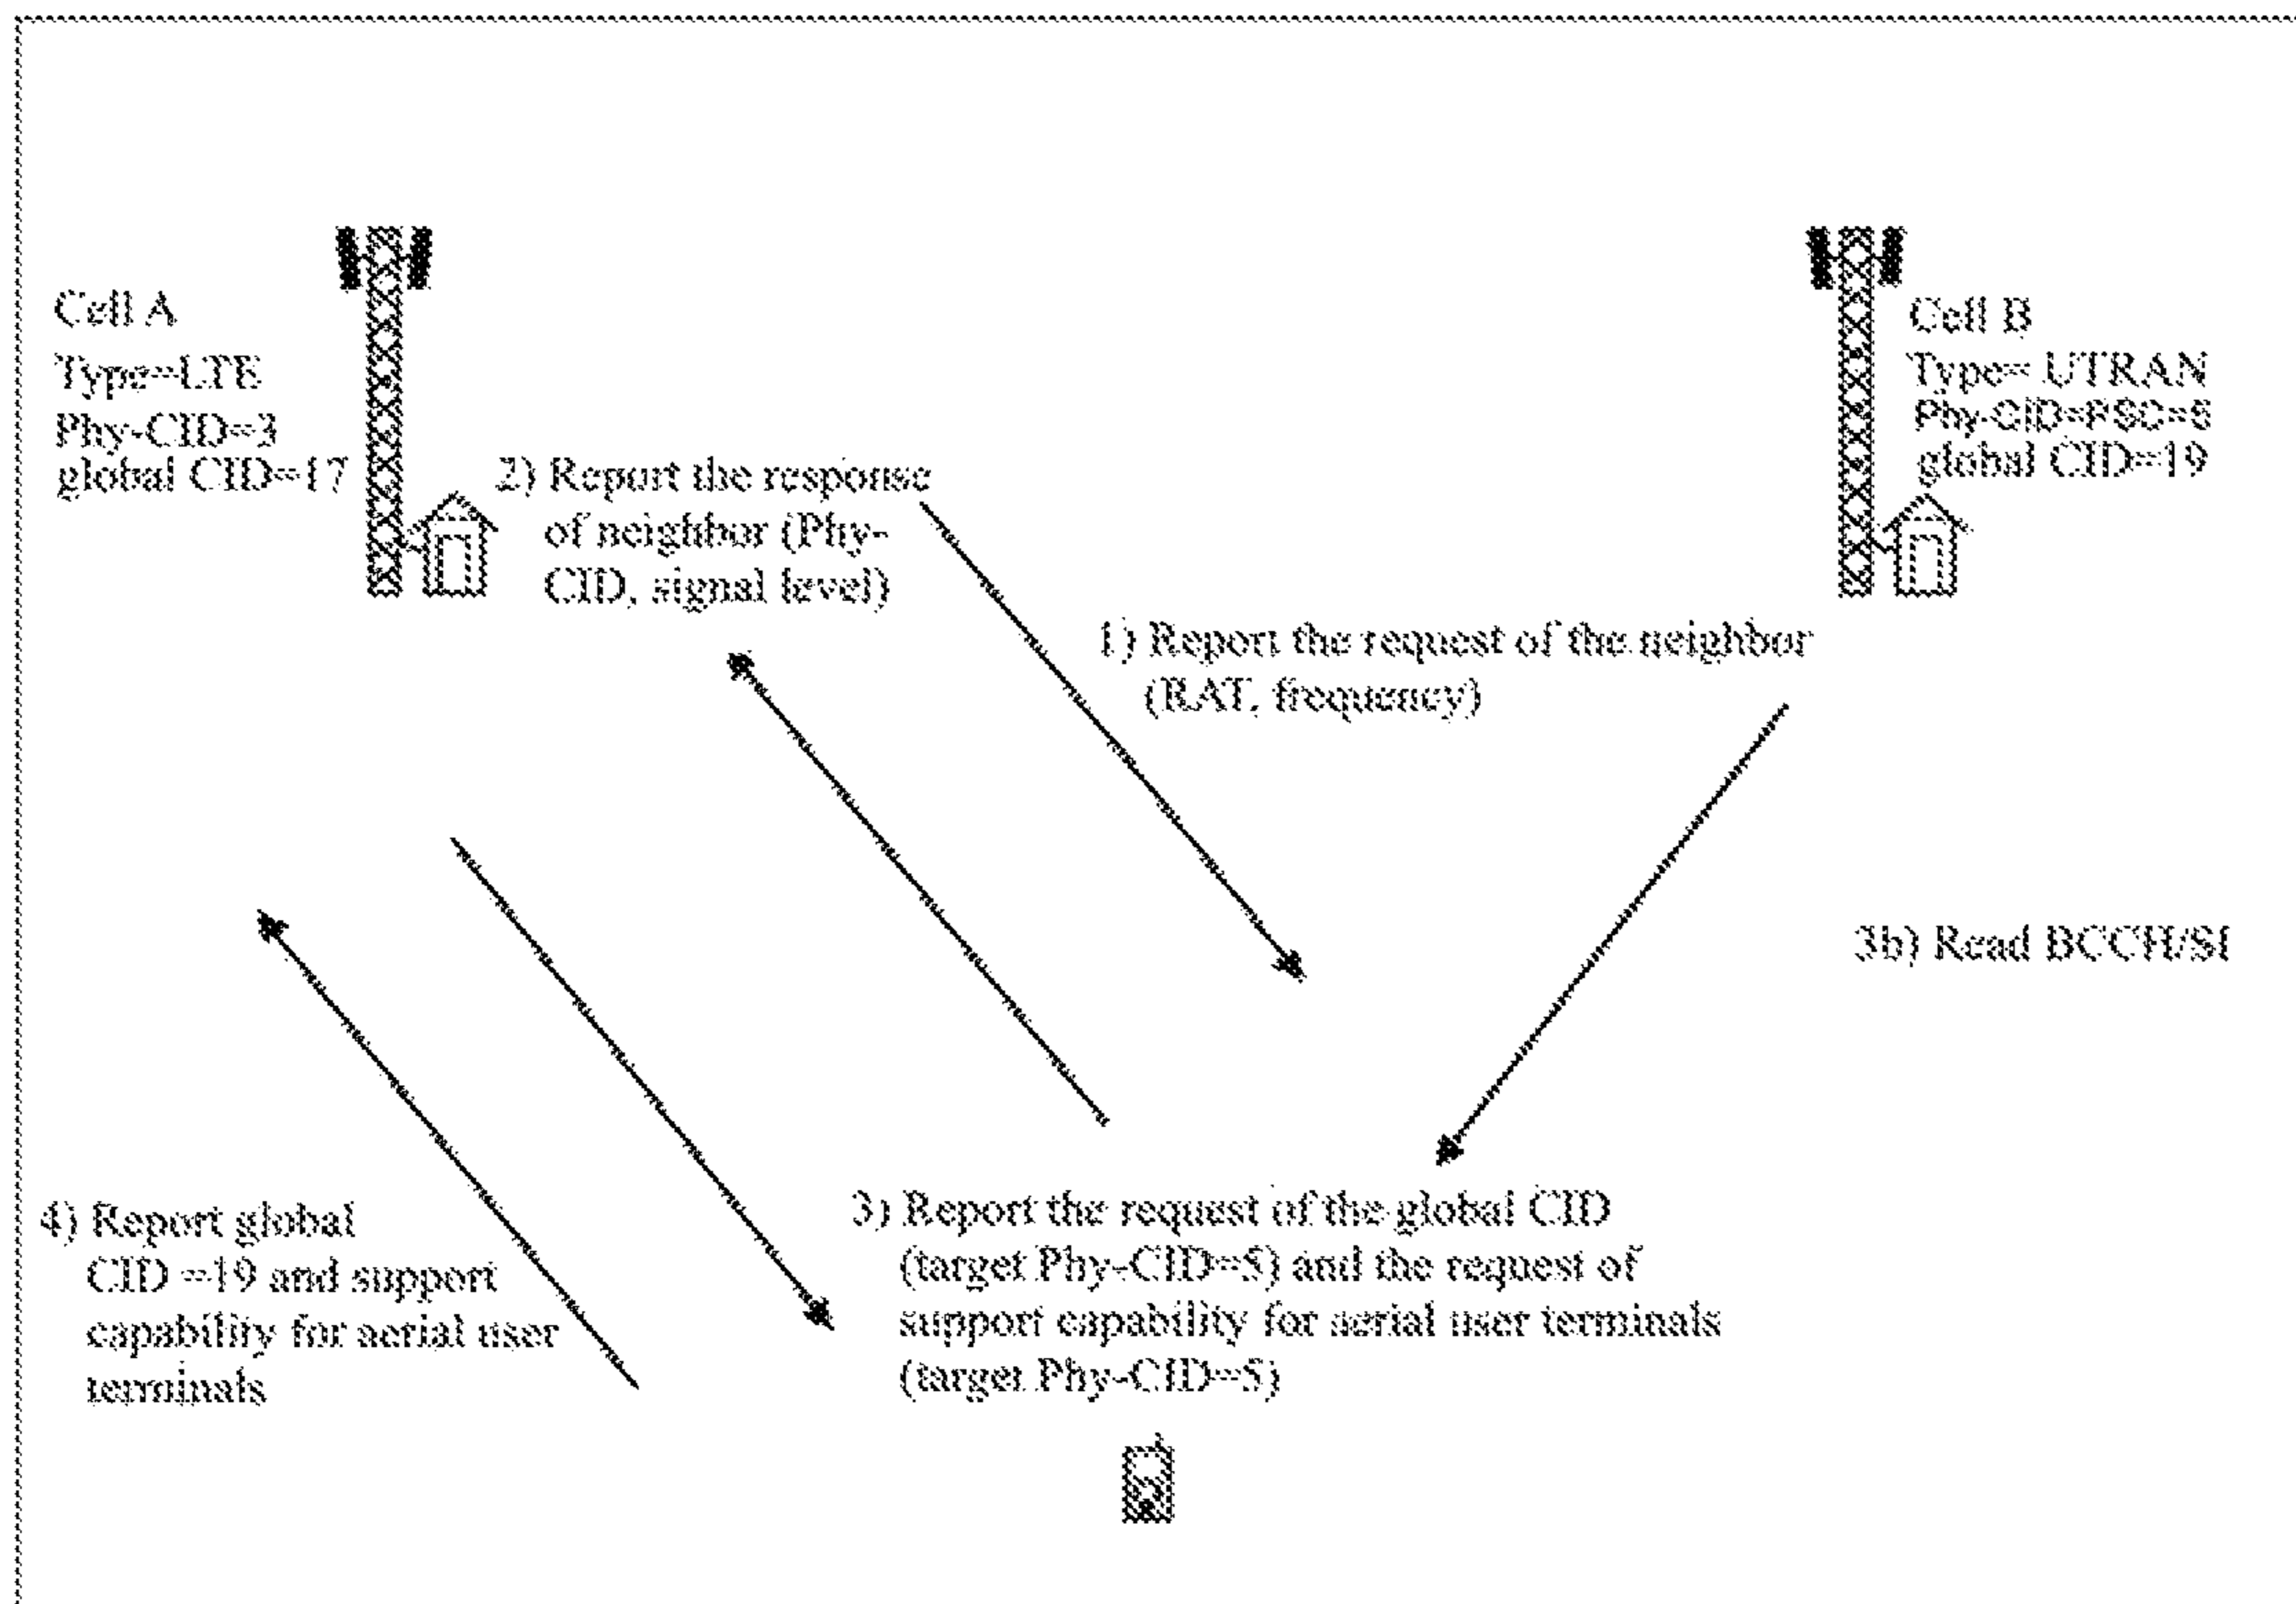 Cell A
Type=LTE
Phy-CID=3
global CID=17
Cell B
Type= UTRAN
Phy-CID=PSC=5
global CID=19
2) Report the response
of neighbor (Phy-
CID, signal level)
1) Report the request of the neighbor
(RAT, frequency)
3b) Read BCCH/SI
4) Report global
CID =19 and support
capability for aerial user
terminals
3) Report the request of the global CID
(target Phy-CID=5) and the request of
support capability for aerial user terminals
(target Phy-CID=5)